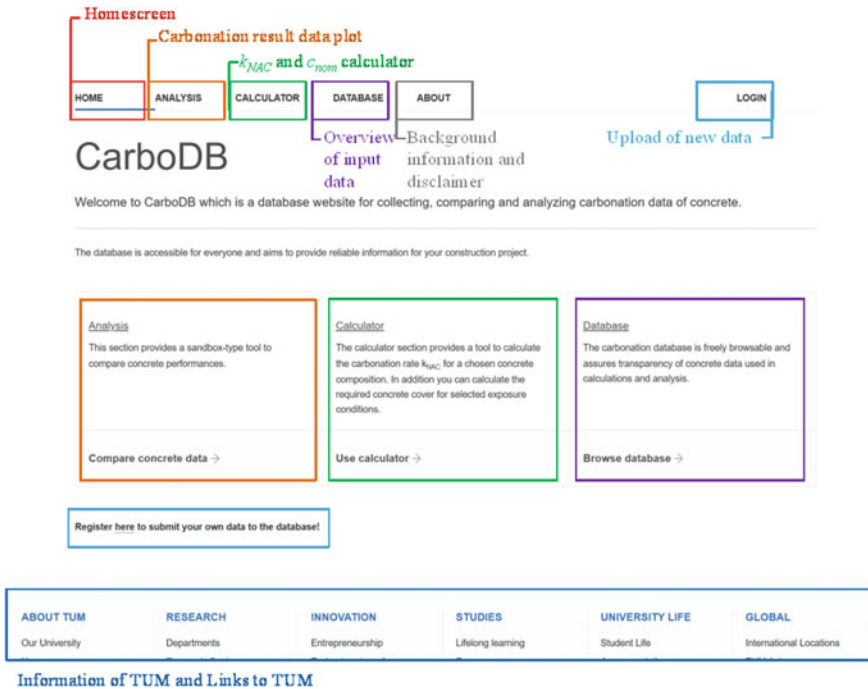 Homescreen
Carbonation result data plot
kNAC and cnom calculator
HOME ANALYSIS CALCULATOR DATABASE ABOUT LOGIN
Overview of input data
Background information and disclaimer
Upload of new data
CarboDB
Welcome to CarboDB which is a database website for collecting, comparing and analyzing carbonation data of concrete.
The database is accessible for everyone and aims to provide reliable information for your construction project.
Analysis
This section provides a sandbox-type tool to
compare concrete performances.
Compare concrete data →
Calculator
The calculator section provides a tool to calculate
the carbonation rate kNAC for a chosen concrete
composition. In addition you can calculate the
required concrete cover for selected exposure
conditions.
Use calculator →
Database
The carbonation database is freely browsable and
assures transparency of concrete data used in
calculations and analysis.
Browse database →
Register here to submit your own data to the database!
ABOUT TUM RESEARCH INNOVATION STUDIES UNIVERSITY LIFE GLOBAL
Our University Departments Entrepreneurship Lifelong learning Student Life International Locations
Information of TUM and Links to TUM